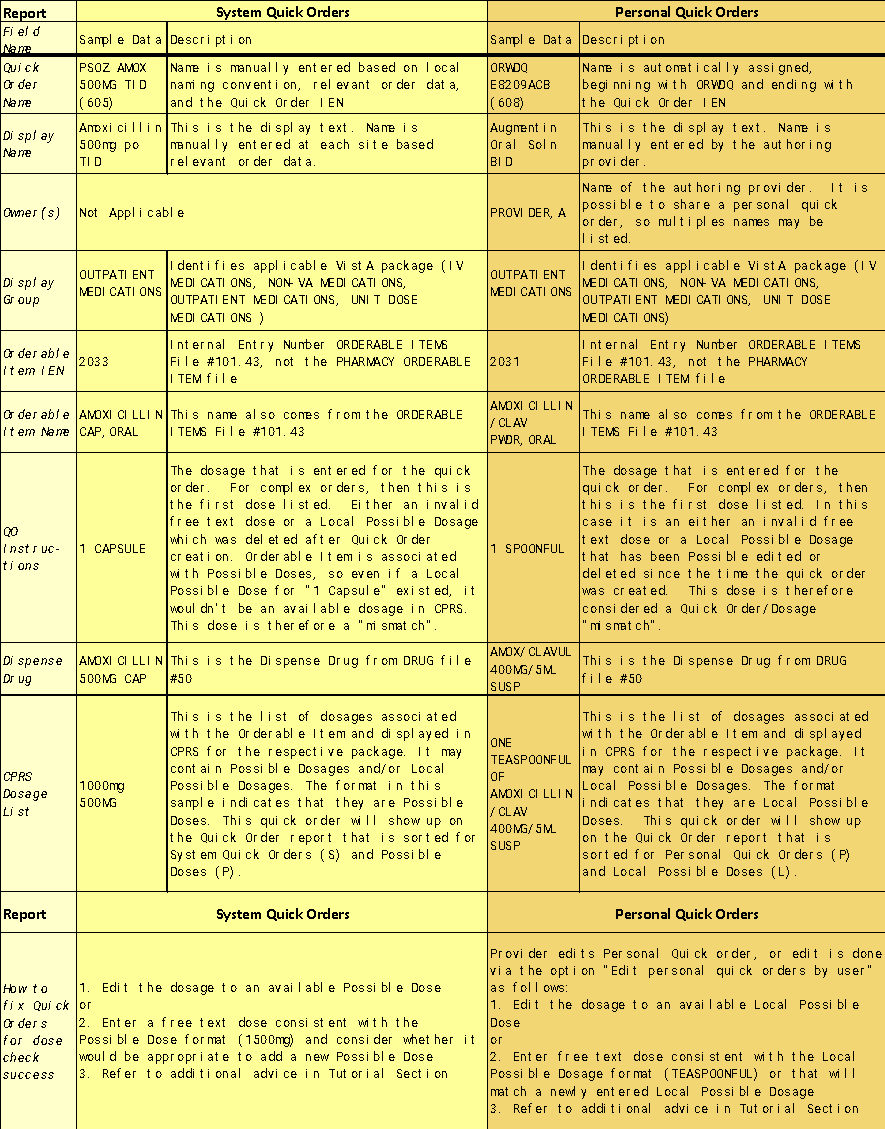 Report
System Quick Orders
Personal Quick Orders
Field
Name
Sample Data
Description
Sample Data
Description
Quick
Order
Name
PSOZ AMOX
500MG TID
(605)
Name is manually entered based on local
naming convention, relevant order data,
and the Quick Order IEN
ORWDQ
E8209ACB
(608)
Name is automatically assigned,
beginning with ORWDQ and ending with
the Quick Order IEN
Display
Name
Amoxicillin
500mg po
TID
This is the display text. Name is
manually entered at each site based
relevant order data.
Augmentin
Oral Soln
BID
This is the display text. Name is
manually entered by the authoring
provider.
Owner(s)
Not Applicable
PROVIDER, A
Name of the authoring provider. It is
possible to share a personal quick
order, so multiples names may be
listed.
Display
Group
OUTPATIENT
MEDICATIONS
Identifies applicable VistA package (IV
MEDICATIONS, NON-VA MEDICATIONS,
OUTPATIENT MEDICATIONS, UNIT DOSE
MEDICATIONS )
OUTPATIENT
MEDICATIONS
Identifies applicable VistA package (IV
MEDICATIONS, NON-VA MEDICATIONS,
OUTPATIENT MEDICATIONS, UNIT DOSE
MEDICATIONS)
Orderable
Item IEN
2033
Internal Entry Number ORDERABLE ITEMS
File #101.43, not the PHARMACY ORDERABLE
ITEM file
2031
Internal Entry Number ORDERABLE ITEMS
File #101.43, not the PHARMACY
ORDERABLE ITEM file
Orderable
Item Name
AMOXICILLIN
CAP, ORAL
This name also comes from the ORDERABLE
ITEMS File #101.43
AMOXICILLIN
/CLAV
PWDR, ORAL
This name also comes from the ORDERABLE
ITEMS File #101.43
QO
Instruc-
tions
1 CAPSULE
The dosage that is entered for the quick
order. For complex orders, then this is
the first dose listed. Either an invalid
free text dose or a Local Possible Dosage
which was deleted after Quick Order
creation. Orderable Item is associated
with Possible Doses, so even if a Local
Possible Dose for "1 Capsule" existed, it
wouldn't be an available dosage in CPRS.
This dose is therefore a "mismatch".
1 SPOONFUL
The dosage that is entered for the
quick order. For complex orders, then
this is the first dose listed. In this
case it is an either an invalid free
text dose or a Local Possible Dosage
that has been Possible edited or
deleted since the time the quick order
was created. This dose is therefore
considered a Quick Order/Dosage
"mismatch".
Dispense
Drug
AMOXICILLIN
500MG CAP
This is the Dispense Drug from DRUG file
#50
AMOX/CLAVUL
400MG/5ML
SUSP
This is the Dispense Drug from DRUG
file #50
CPRS
Dosage
List
1000mg
500MG
This is the list of dosages associated
with the Orderable Item and displayed in
CPRS for the respective package. It may
contain Possible Dosages and/or Local
Possible Dosages. The format in this
sample indicates that they are Possible
Doses. This quick order will show up on
the Quick Order report that is sorted for
System Quick Orders (S) and Possible
Doses (P).
ONE
TEASPOONFUL
OF
AMOXICILLIN
/CLAV
400MG/5ML
SUSP
This is the list of dosages associated
with the Orderable Item and displayed
in CPRS for the respective package. It
may contain Possible Dosages and/or
Local Possible Dosages. The format
indicates that they are Local Possible
Doses. This quick order will show up
on the Quick Order report that is
sorted for Personal Quick Orders (P)
and Local Possible Doses (L).
Report
System Quick Orders
Personal Quick Orders
How to
fix Quick
Orders
for dose
check
success
1. Edit the dosage to an available Possible Dose
or
2. Enter a free text dose consistent with the
Possible Dose format (1500mg) and consider whether it
would be appropriate to add a new Possible Dose
3. Refer to additional advice in Tutorial Section
Provider edits Personal Quick order, or edit is done
via the option "Edit personal quick orders by user"
as follows:
1. Edit the dosage to an available Local Possible
Dose
or
2. Enter free text dose consistent with the Local
Possible Dosage format (TEASPOONFUL) or that will
match a newly entered Local Possible Dosage
3. Refer to additional advice in Tutorial Section